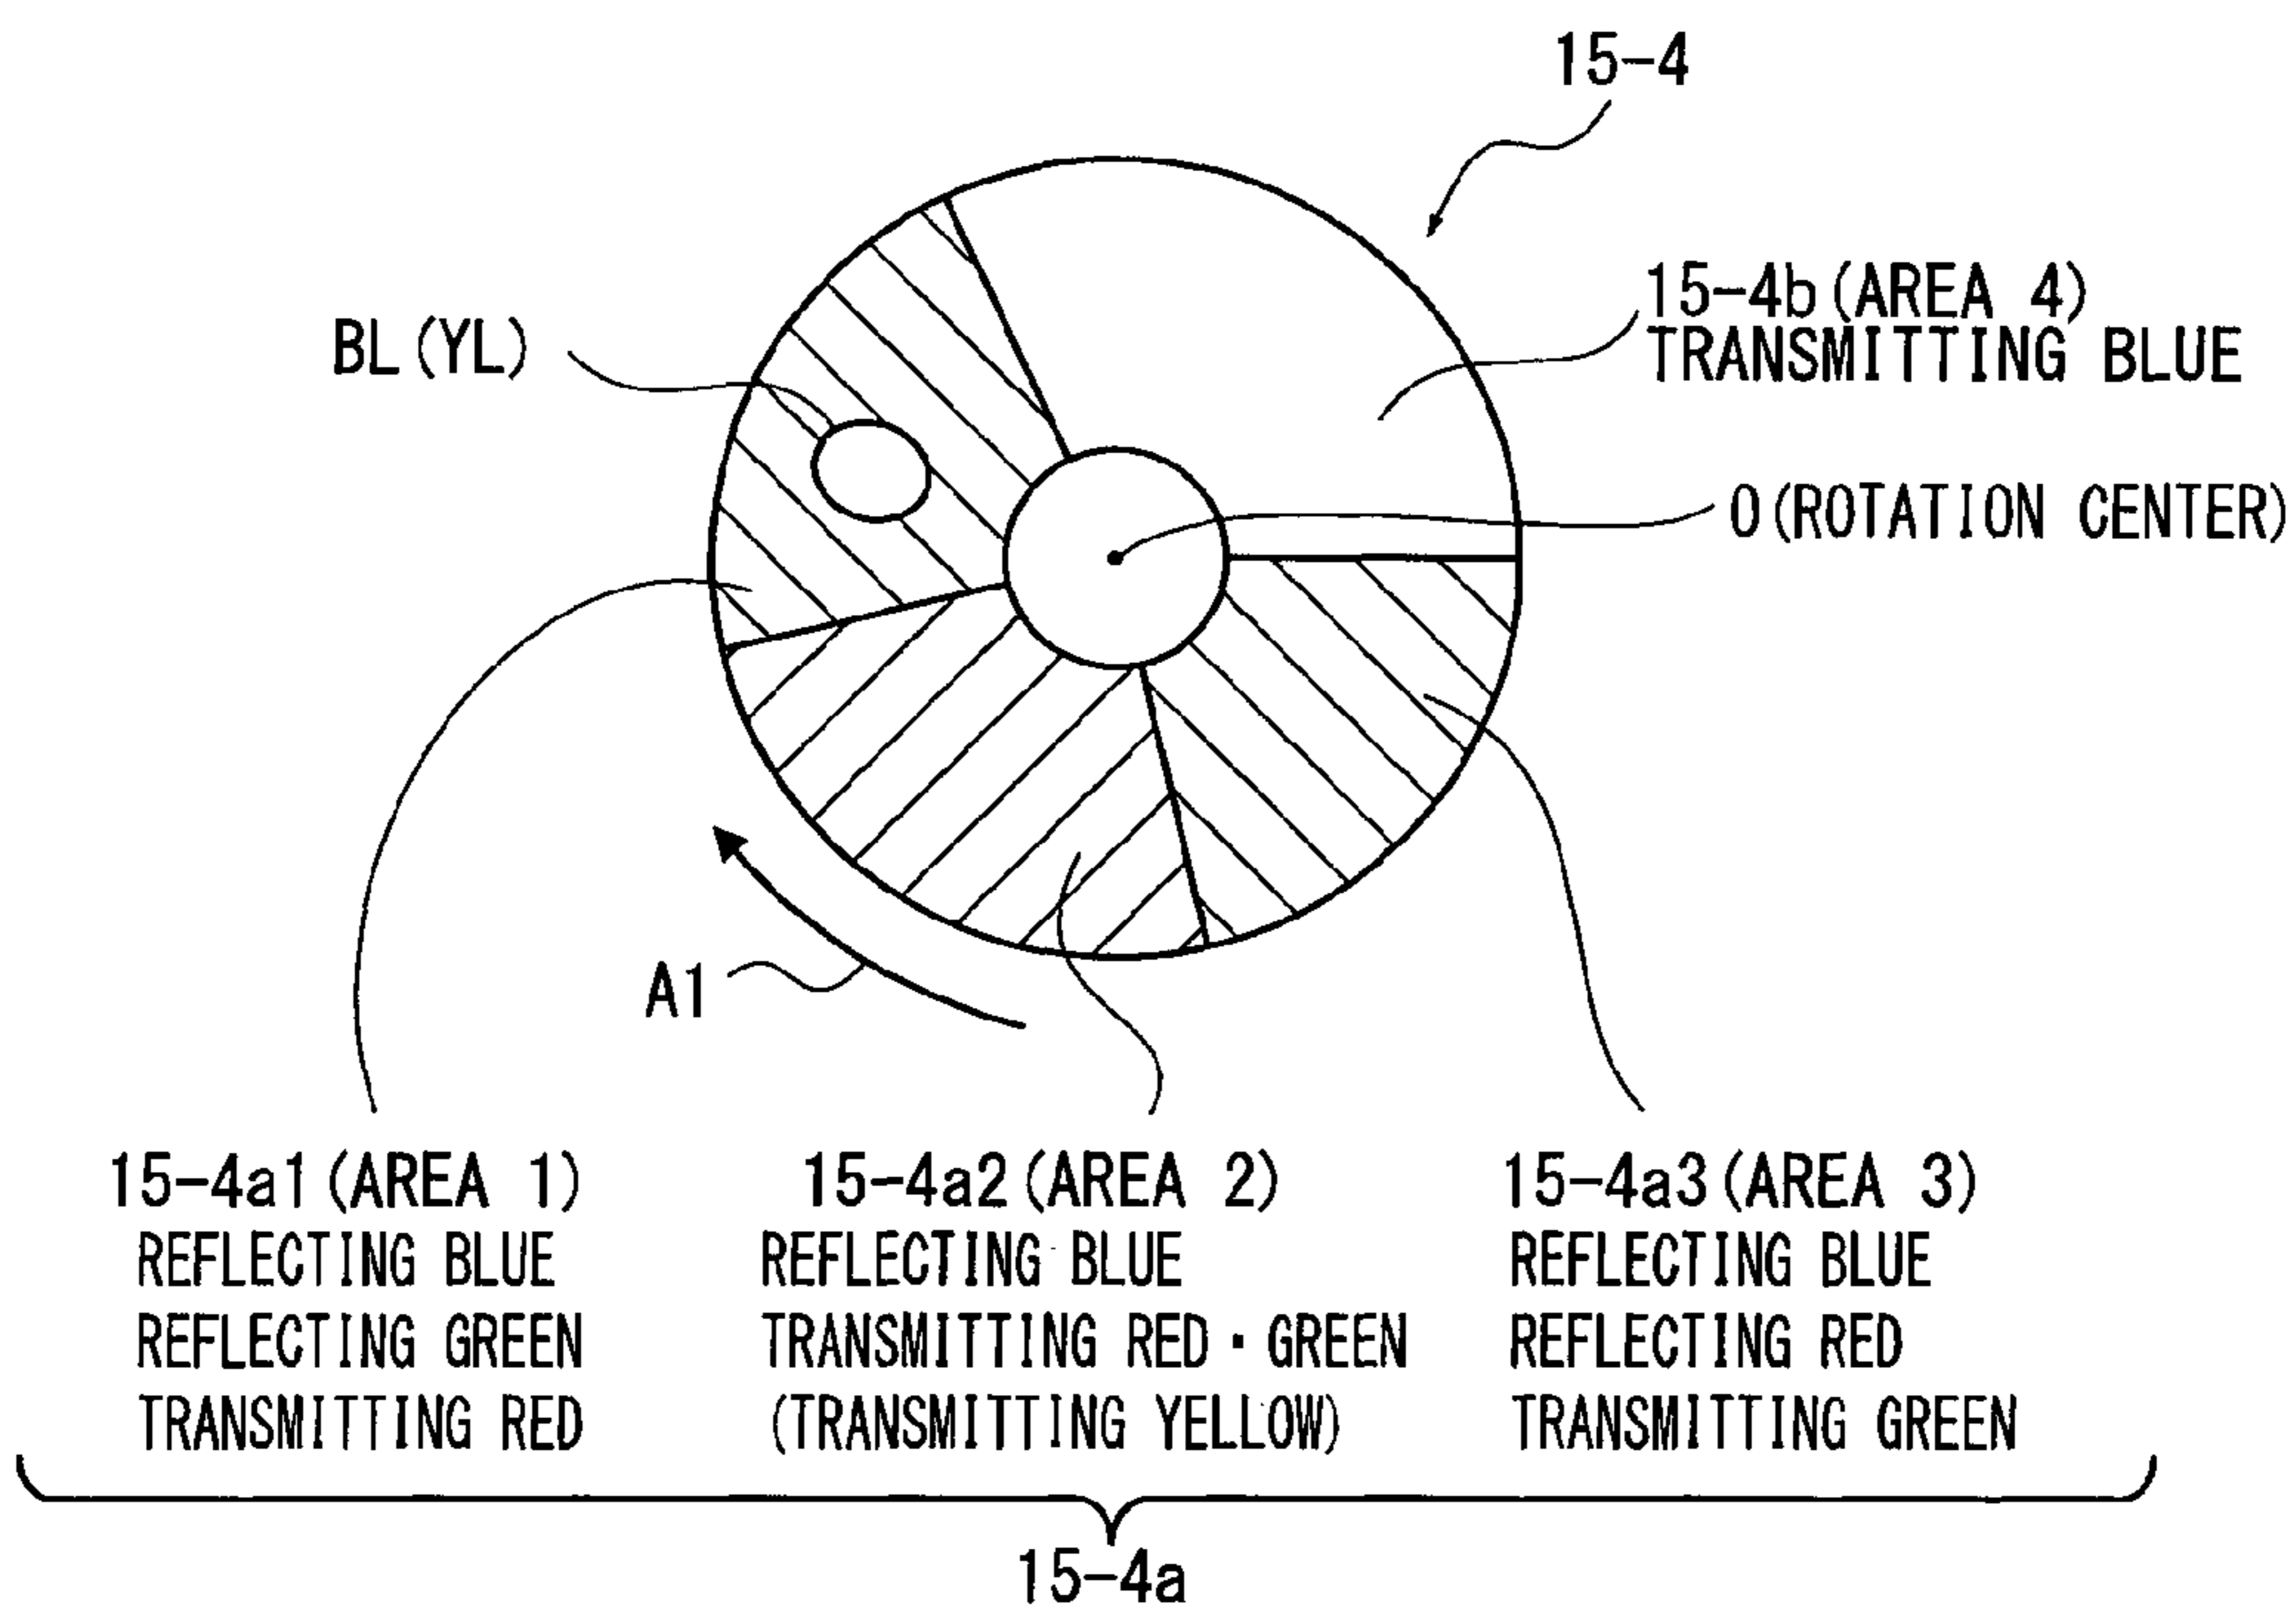 15-4
15-4b(AREA 4)
TRANSMITTING BLUE
BL(YL)
O(ROTATION CENTER)
A1
15-4a1(AREA 1)
REFLECTING BLUE
REFLECTING GREEN
TRANSMITTING RED
15-4a2(AREA 2)
REFLECTING BLUE
TRANSMITTING RED・GREEN
(TRANSMITTING YELLOW)
15-4a3(AREA 3)
REFLECTING BLUE
REFLECTING RED
TRANSMITTING GREEN
15-4a